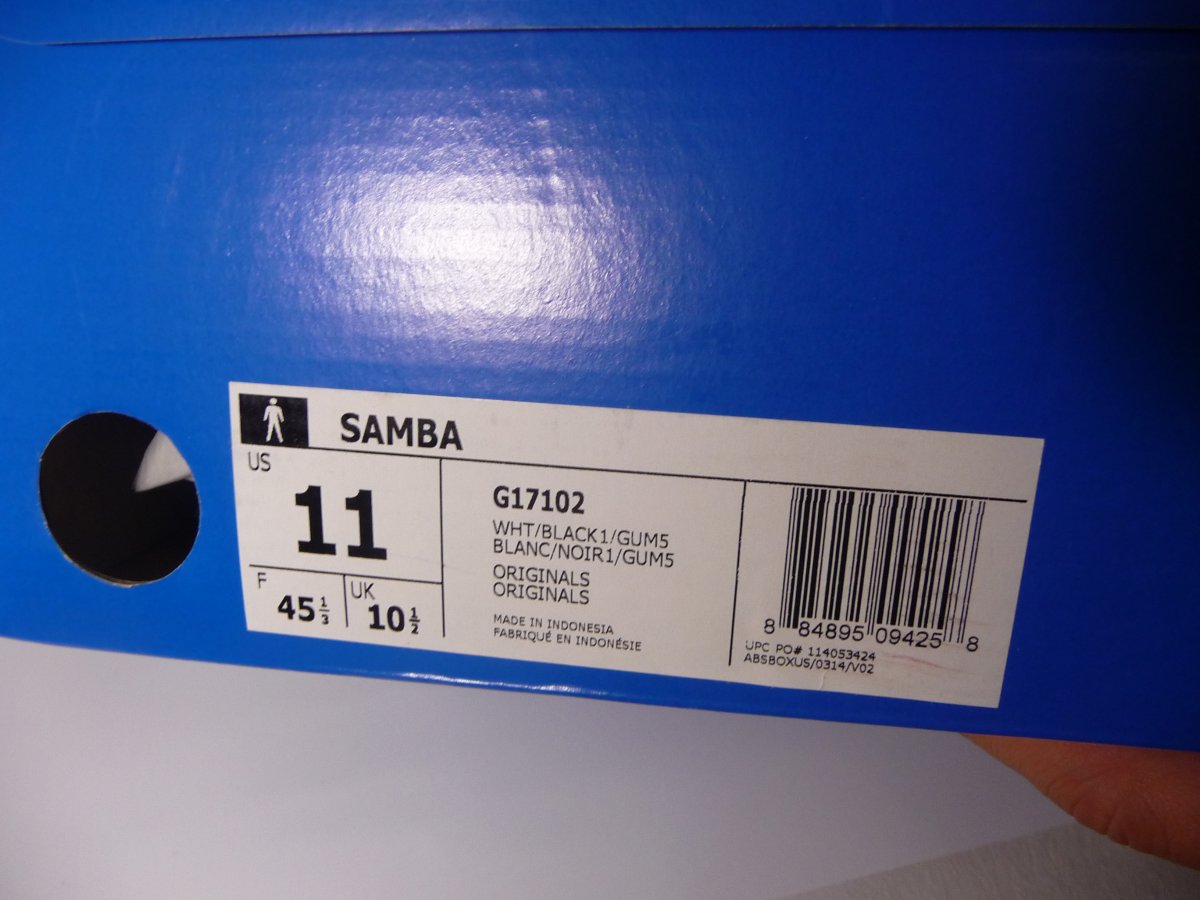 SAMBA
US
11
F
45 1/3
UK
10 1/2
G17102
WHT/BLACK1/GUM5
BLANC/NOIR1/GUM5
ORIGINALS
ORIGINALS
MADE IN INDONESIA
FABRIQUÉ EN INDONÉSIE
8 84895 09425 8
UPC PO# 114053424
ABSBOXUS/0314/V02